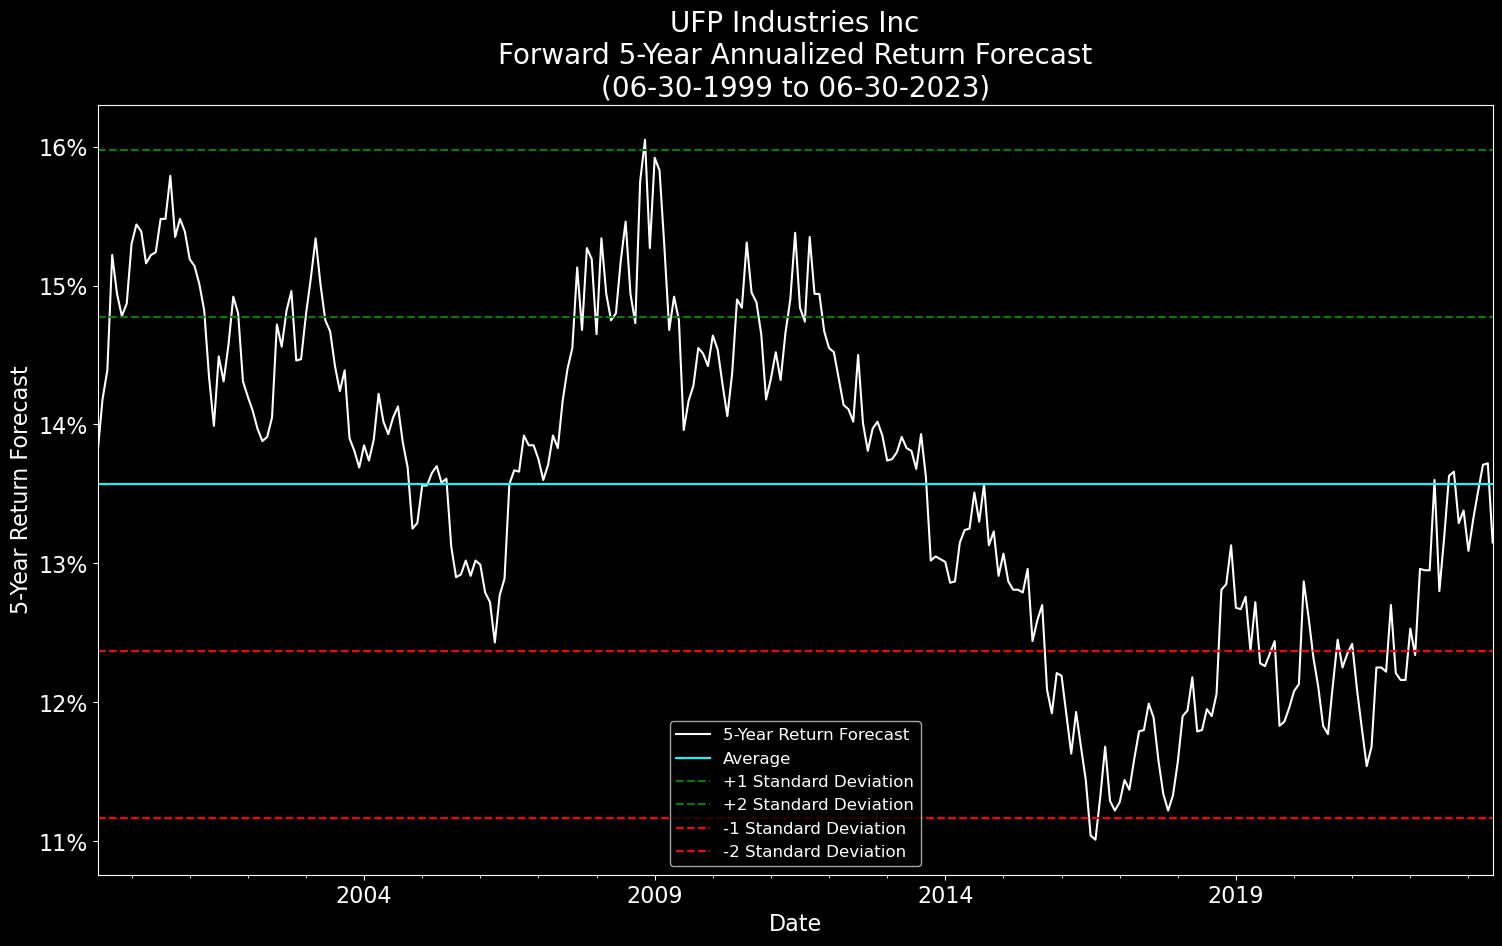 UFP Industries Inc
Forward 5-Year Annualized Return Forecast
(06-30-1999 to 06-30-2023)
16%
15%
14%
13%
12%
11%
5-Year Return Forecast
5-Year Return Forecast
Average
+1 Standard Deviation
+2 Standard Deviation
-1 Standard Deviation
-2 Standard Deviation
2004
2009
2014
2019
Date